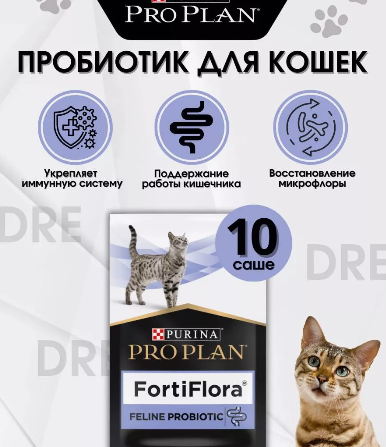 PRO PLAN®
ПРОБИОТИК ДЛЯ КОШЕК
Укрепляет
иммунную систему
Поддержание
работы кишечника
Восстановление
микрофлоры
DRE
DRE
10
саше
PURINA
PRO PLAN®
DRE
FortiFlora®
FELINE PROBIOTIC